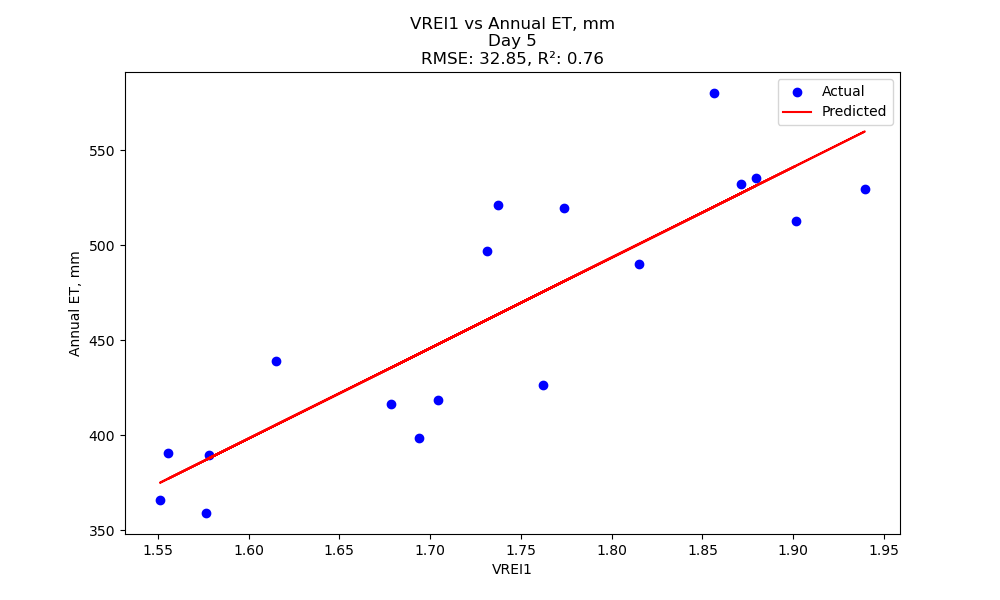 VREI1 vs Annual ET, mm
Day 5
RMSE: 32.85, R²: 0.76
Actual
Predicted
Annual ET, mm
550
500
450
400
350
1.55 1.60 1.65 1.70 1.75 1.80 1.85 1.90 1.95
VREI1